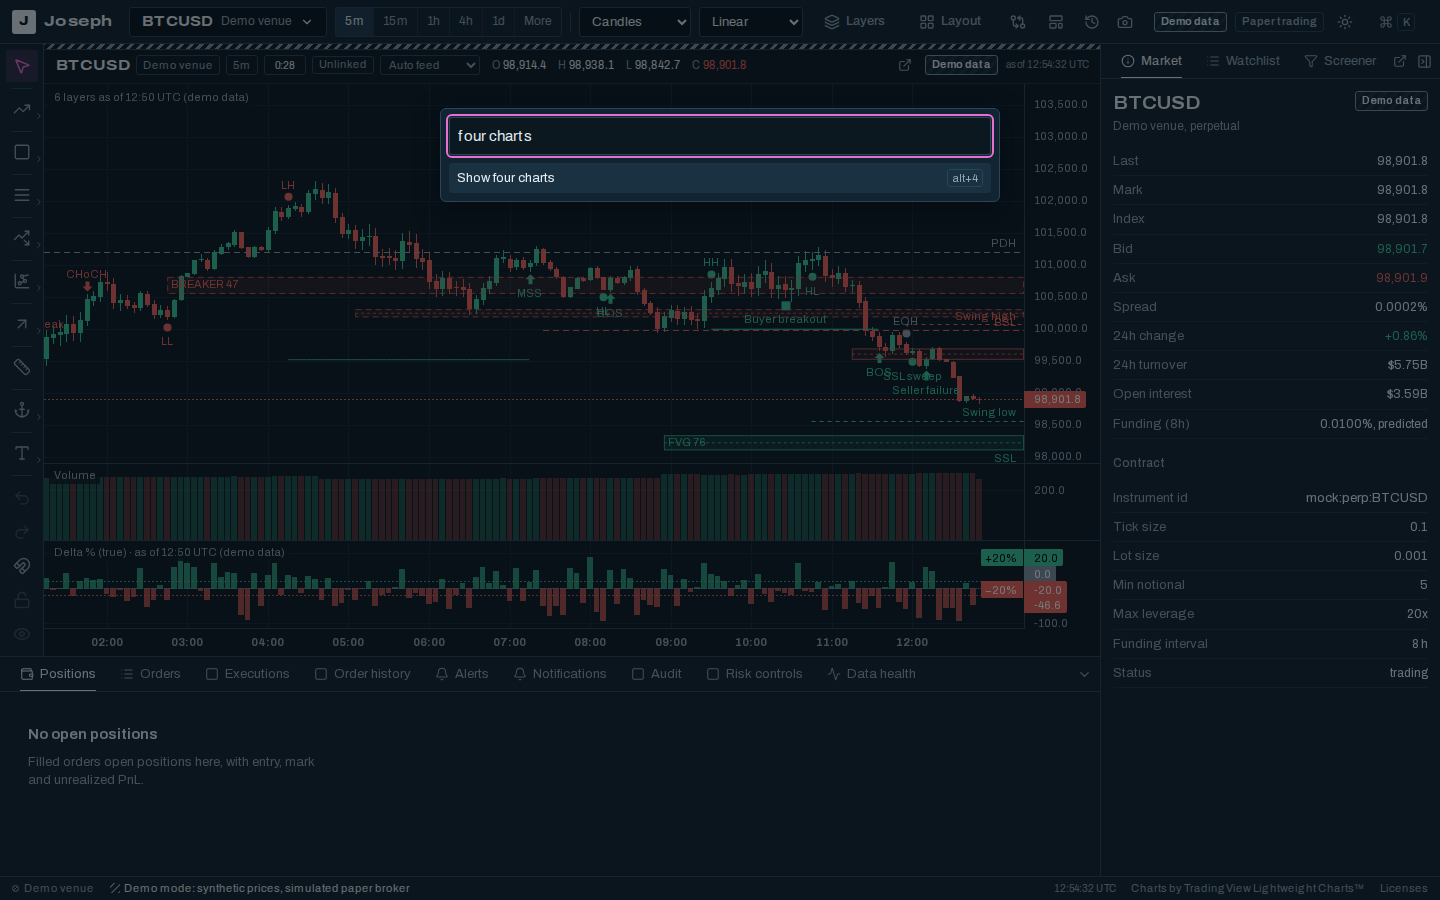 J Joseph BTCUSD Demo venue 5m 15m 1h 4h 1d More Candles Linear Layers Layout Demo data Paper trading ⌘ K
BTCUSD Demo venue 5m 0:28 Unlinked Auto feed O 98,914.4 H 98,938.1 L 98,842.7 C 98,901.8 Demo data as of 12:54:32 UTC
6 layers as of 12:50 UTC (demo data)
four charts
Show four charts alt+4
103,500.0
103,000.0
102,500.0
102,000.0
101,500.0
101,000.0
100,500.0
100,000.0
99,500.0
98,901.8
98,500.0
98,000.0
LH
PDH
CHoCH
BREAKER 47
HH
MSS
HL
BOS
Buyer breakout
EQH
Swing high
BSL
LL
BOS
SSL sweep
Seller failure
Swing low
FVG 76
SSL
Volume
200.0
Delta % (true) · as of 12:50 UTC (demo data)
+20% 20.0
0.0
−20% -20.0
-46.6
-100.0
02:00 03:00 04:00 05:00 06:00 07:00 08:00 09:00 10:00 11:00 12:00
Market Watchlist Screener
BTCUSD Demo data
Demo venue, perpetual
Last 98,901.8
Mark 98,901.8
Index 98,901.8
Bid 98,901.7
Ask 98,901.9
Spread 0.0002%
24h change +0.86%
24h turnover $5.75B
Open interest $3.59B
Funding (8h) 0.0100%, predicted
Contract
Instrument id mock:perp:BTCUSD
Tick size 0.1
Lot size 0.001
Min notional 5
Max leverage 20x
Funding interval 8 h
Status trading
Positions Orders Executions Order history Alerts Notifications Audit Risk controls Data health
No open positions
Filled orders open positions here, with entry, mark
and unrealized PnL.
Demo venue Demo mode: synthetic prices, simulated paper broker 12:54:32 UTC Charts by TradingView Lightweight Charts™ Licenses